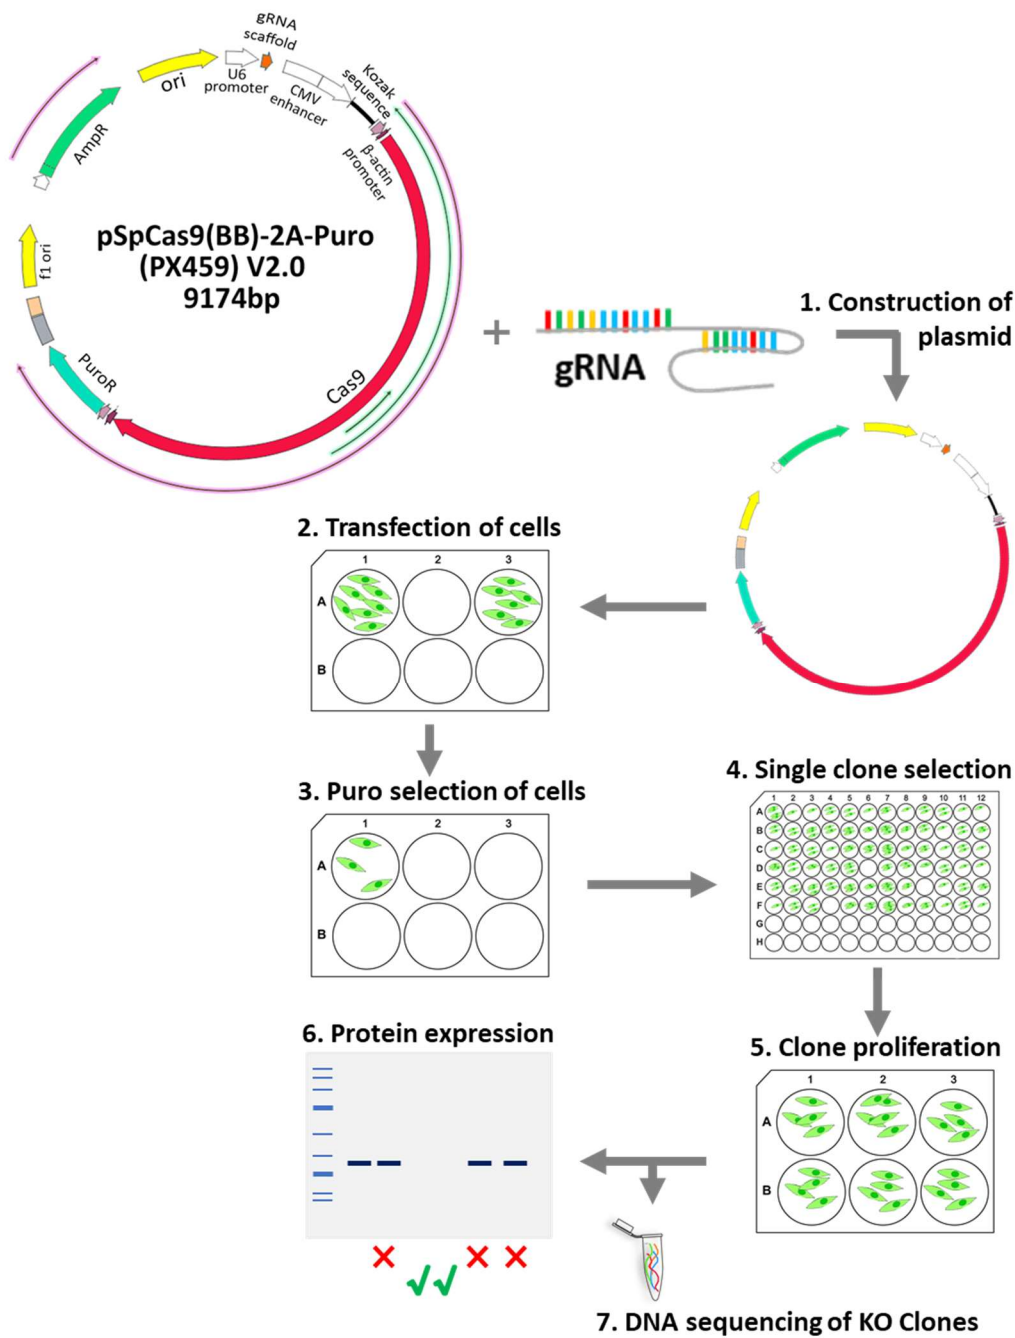 gRNA
scaffold
ori
U6
promoter
CMV
enhancer
Kozak
sequence
β-actin
promoter
AmpR
f1 ori
PuroR
Cas9
pSpCas9(BB)-2A-Puro
(PX459) V2.0
9174bp
+
gRNA
1. Construction of
plasmid
2. Transfection of cells
1 2 3
A
B
3. Puro selection of cells
1 2 3
A
B
4. Single clone selection
1 2 3 4 5 6 7 8 9 10 11 12
A
B
C
D
E
F
G
H
5. Clone proliferation
1 2 3
A
B
6. Protein expression
7. DNA sequencing of KO Clones